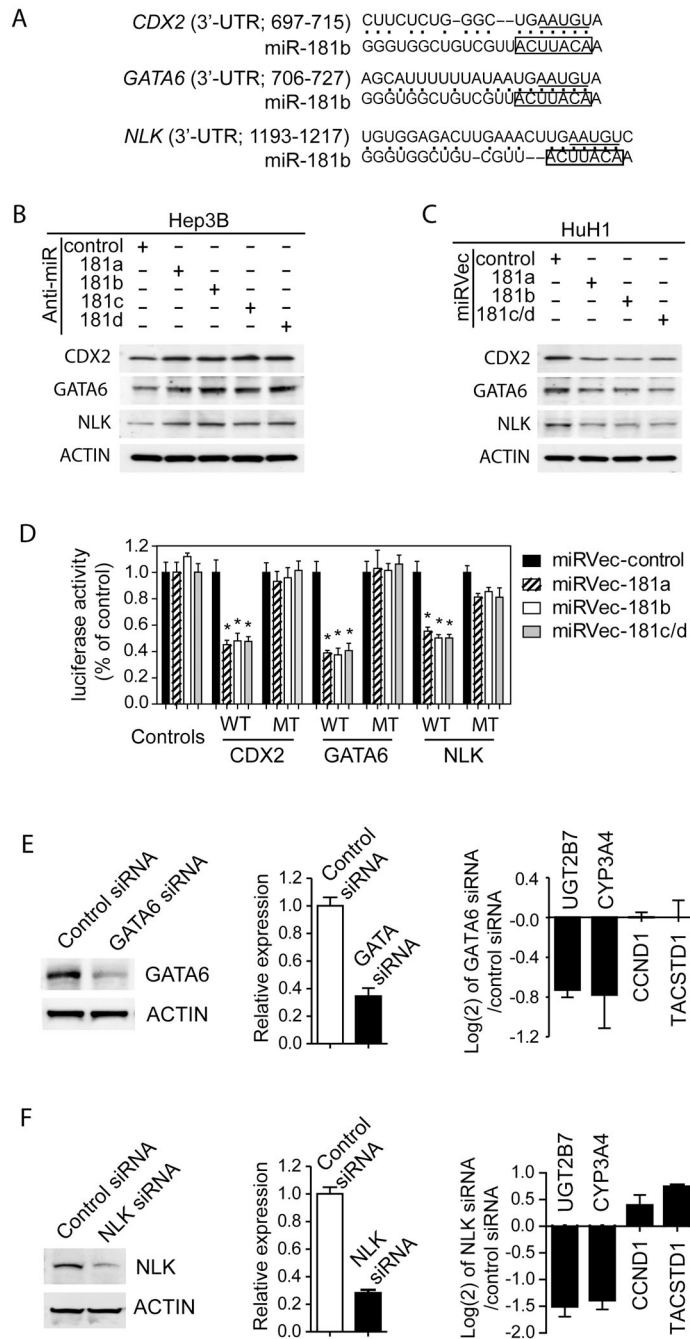 A
CDX2 (3'-UTR; 697-715) CUUCUCUG–GGC––UGAAUGUA
miR-181b GGGUGGCUGUCGUUACUUACAA
GATA6 (3'-UTR; 706-727) AGCAUUUUUUAUAAUGAAUGUA
miR-181b GGGUGGCUGUCGUUACUUACAA
NLK (3'-UTR; 1193-1217) UGUGGAGACUUGAAACUUGAAUGUC
miR-181b GGGUGGCUGU–CGUU––ACUUACAA
B
Hep3B
Anti-miR
control + – – – –
181a – + – – –
181b – – + – –
181c – – – + –
181d – – – – +
CDX2
GATA6
NLK
ACTIN
C
HuH1
miRVec
control + – – –
181a – + – –
181b – – + –
181c/d – – – +
CDX2
GATA6
NLK
ACTIN
D
luciferase activity
(% of control)
1.2
1.0
0.8
0.6
0.4
0.2
0.0
* * * * * * * * *
WT MT WT MT WT MT
Controls CDX2 GATA6 NLK
miRVec-control
miRVec-181a
miRVec-181b
miRVec-181c/d
E
Control siRNA
GATA6 siRNA
GATA6
ACTIN
Relative expression
1.2
1.0
0.8
0.6
0.4
0.2
0.0
Control
siRNA
GATA
siRNA
Log(2) of GATA6 siRNA
/control siRNA
0.4
-0.0
-0.4
-0.8
-1.2
UGT2B7
CYP3A4
CCND1
TACSTD1
F
Control siRNA
NLK siRNA
NLK
ACTIN
Relative expression
1.2
1.0
0.8
0.6
0.4
0.2
0.0
Control
siRNA
NLK
siRNA
Log(2) of NLK siRNA
/control siRNA
1.0
0.5
0.0
-0.5
-1.0
-1.5
-2.0
UGT2B7
CYP3A4
CCND1
TACSTD1